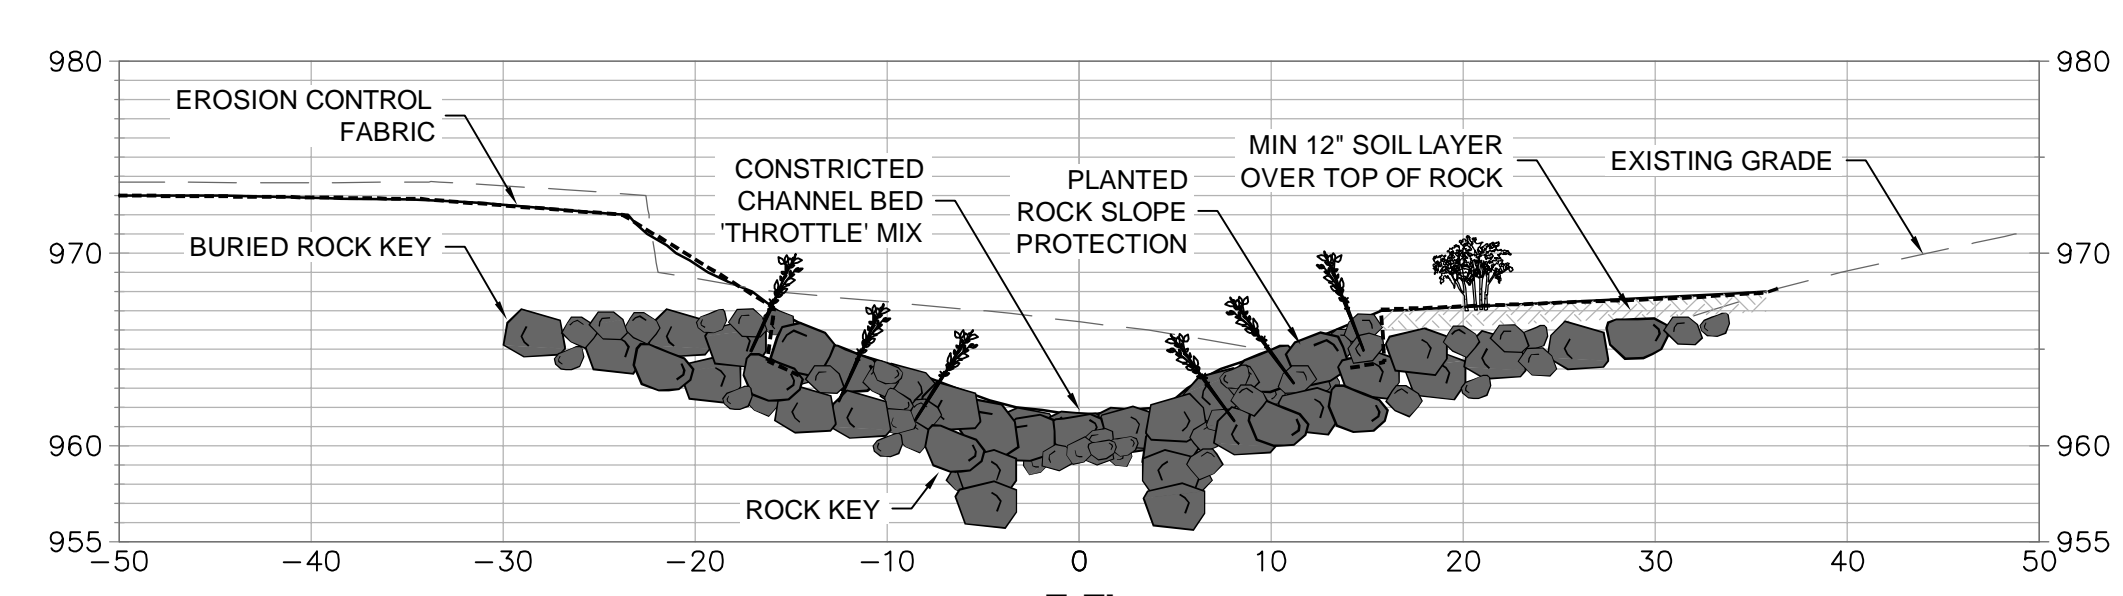 980
980
EROSION CONTROL
FABRIC
MIN 12" SOIL LAYER
OVER TOP OF ROCK
EXISTING GRADE
CONSTRICTED
CHANNEL BED
'THROTTLE' MIX
PLANTED
ROCK SLOPE
PROTECTION
BURIED ROCK KEY
970
970
960
960
ROCK KEY
955
955
−50 −40 −30 −20 −10 0 10 20 30 40 50